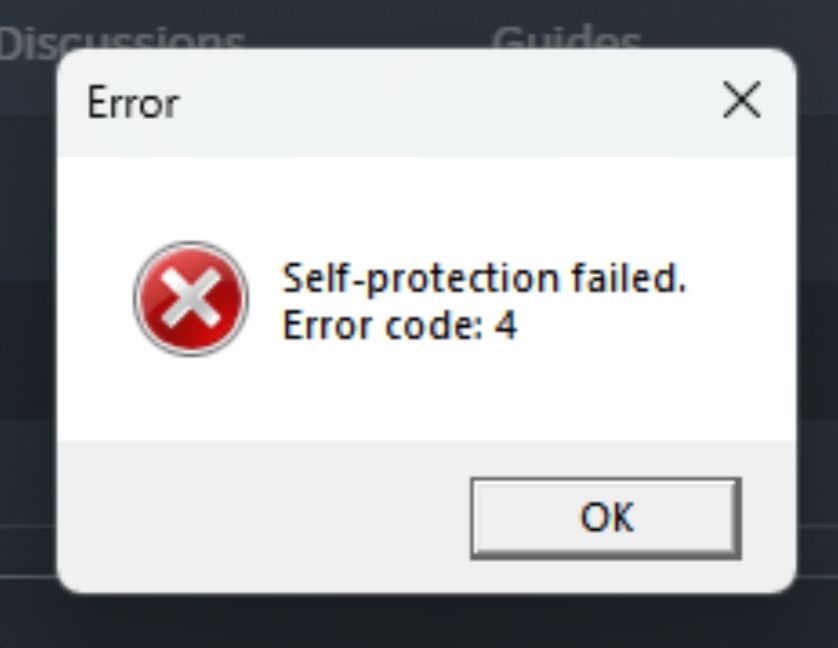 Discussions Guides
Error
Self-protection failed.
Error code: 4
OK